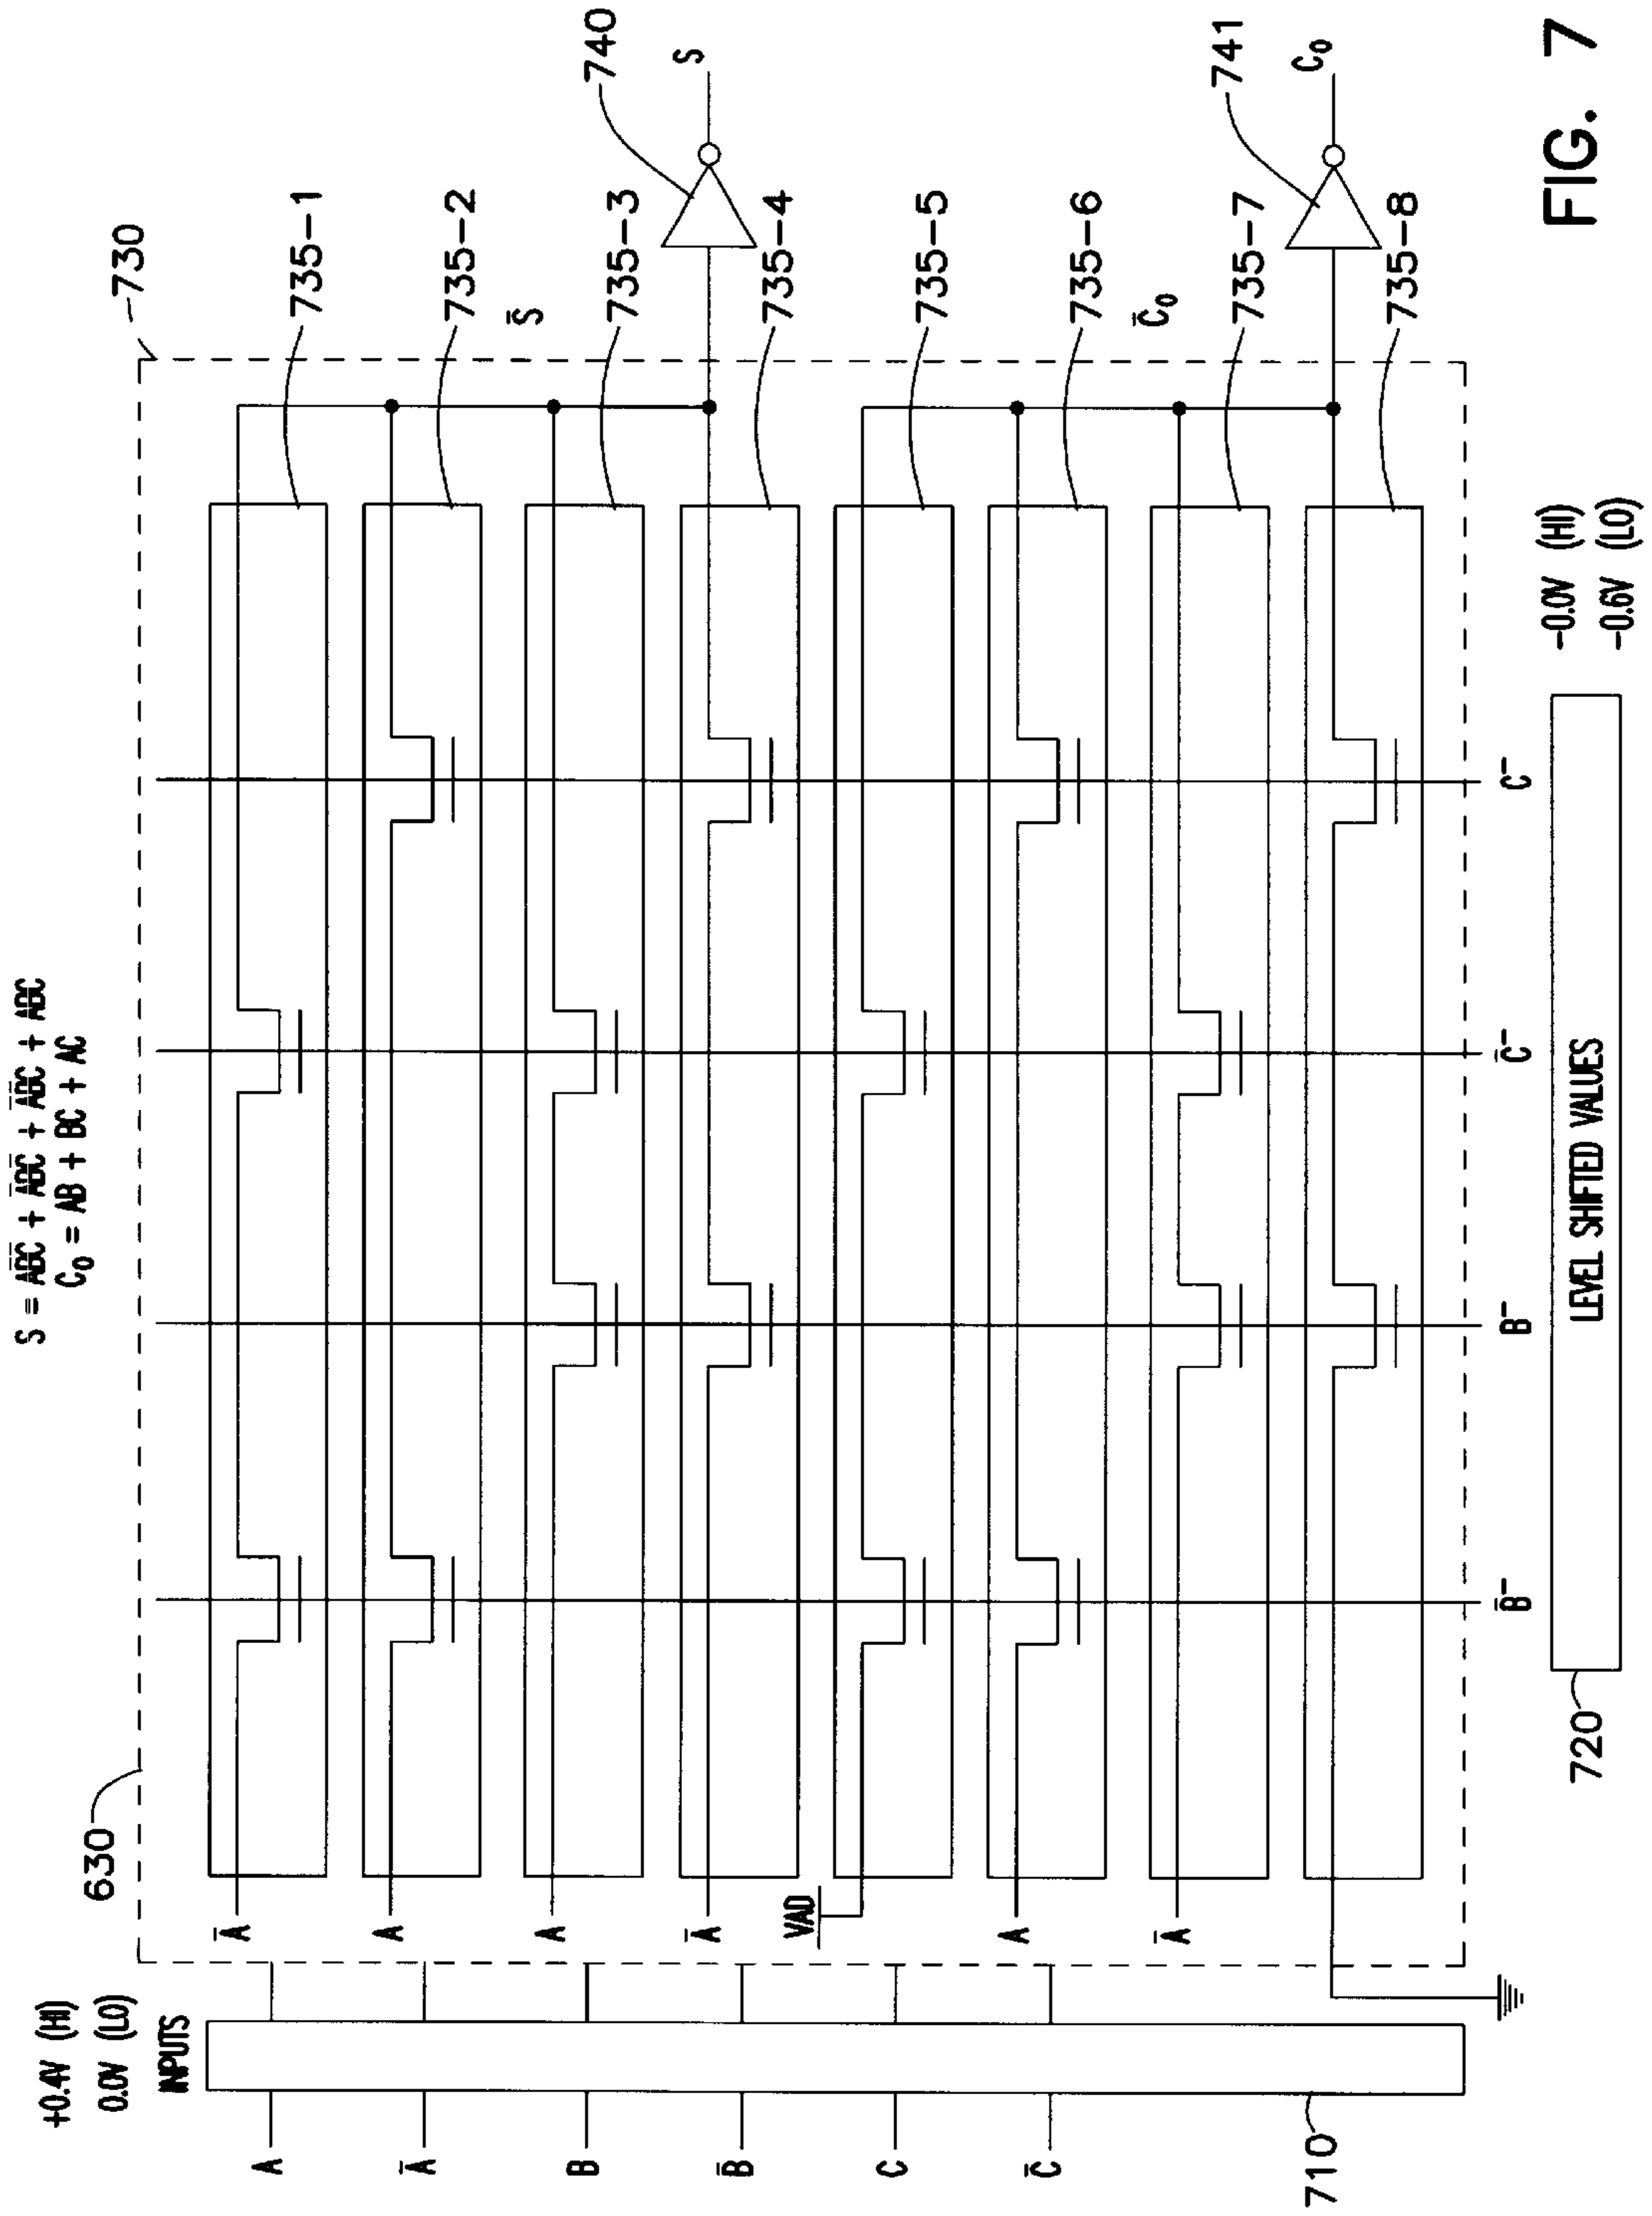 S = AB̄C̄ + ĀBC̄ + ĀB̄C + ABC
C₀ = AB + BC + AC
+0.4V (HI)
0.0V (LO)
INPUTS
A
Ā
B
B̄
C
C̄
710
630
730
Ā
A
A
Ā
VAD
A
Ā
735-1
735-2
S̄
735-3
735-4
735-5
735-6
C̄₀
735-7
735-8
740
S
741
C₀
B̄⁻
B⁻
C̄⁻
C⁻
720
LEVEL SHIFTED VALUES
-0.0V (HI)
-0.6V (LO)
FIG. 7